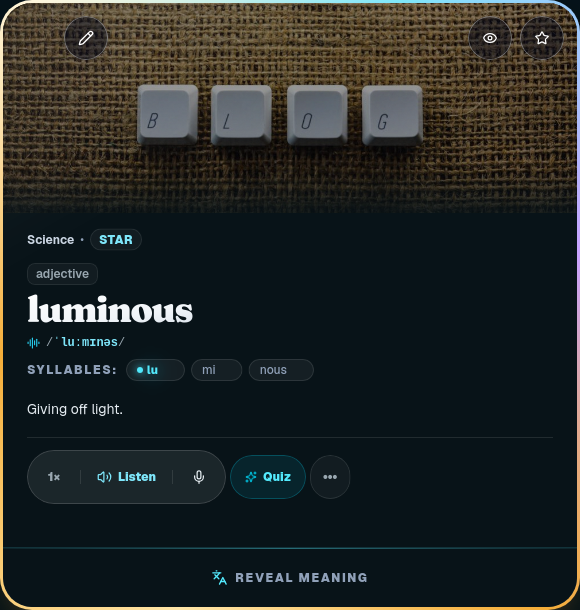 B L O G
Science • STAR
adjective
luminous
/ˈluːmɪnəs/
SYLLABLES: lu mi nous
Giving off light.
1× Listen Quiz
REVEAL MEANING